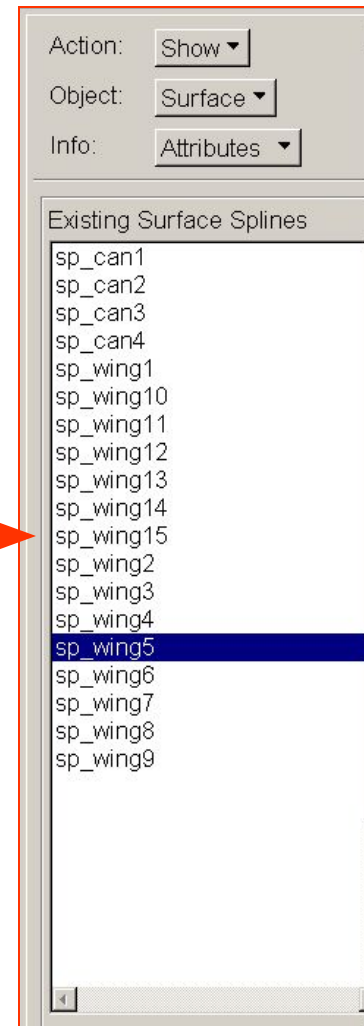 Action: Show
Object: Surface
Info: Attributes
Existing Surface Splines
sp_can1
sp_can2
sp_can3
sp_can4
sp_wing1
sp_wing10
sp_wing11
sp_wing12
sp_wing13
sp_wing14
sp_wing15
sp_wing2
sp_wing3
sp_wing4
sp_wing5
sp_wing6
sp_wing7
sp_wing8
sp_wing9